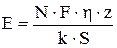 E = N · F · η · z / k · S